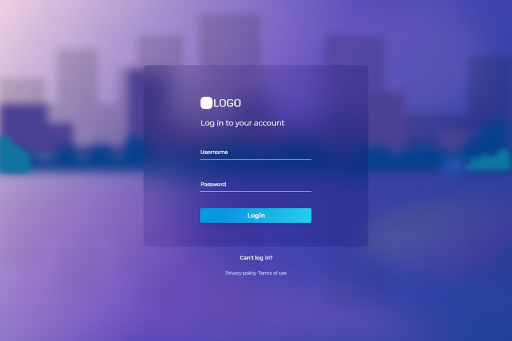 LOGO
Log in to your account
Username
Password
Login
Can't log in?
Privacy policy Terms of use